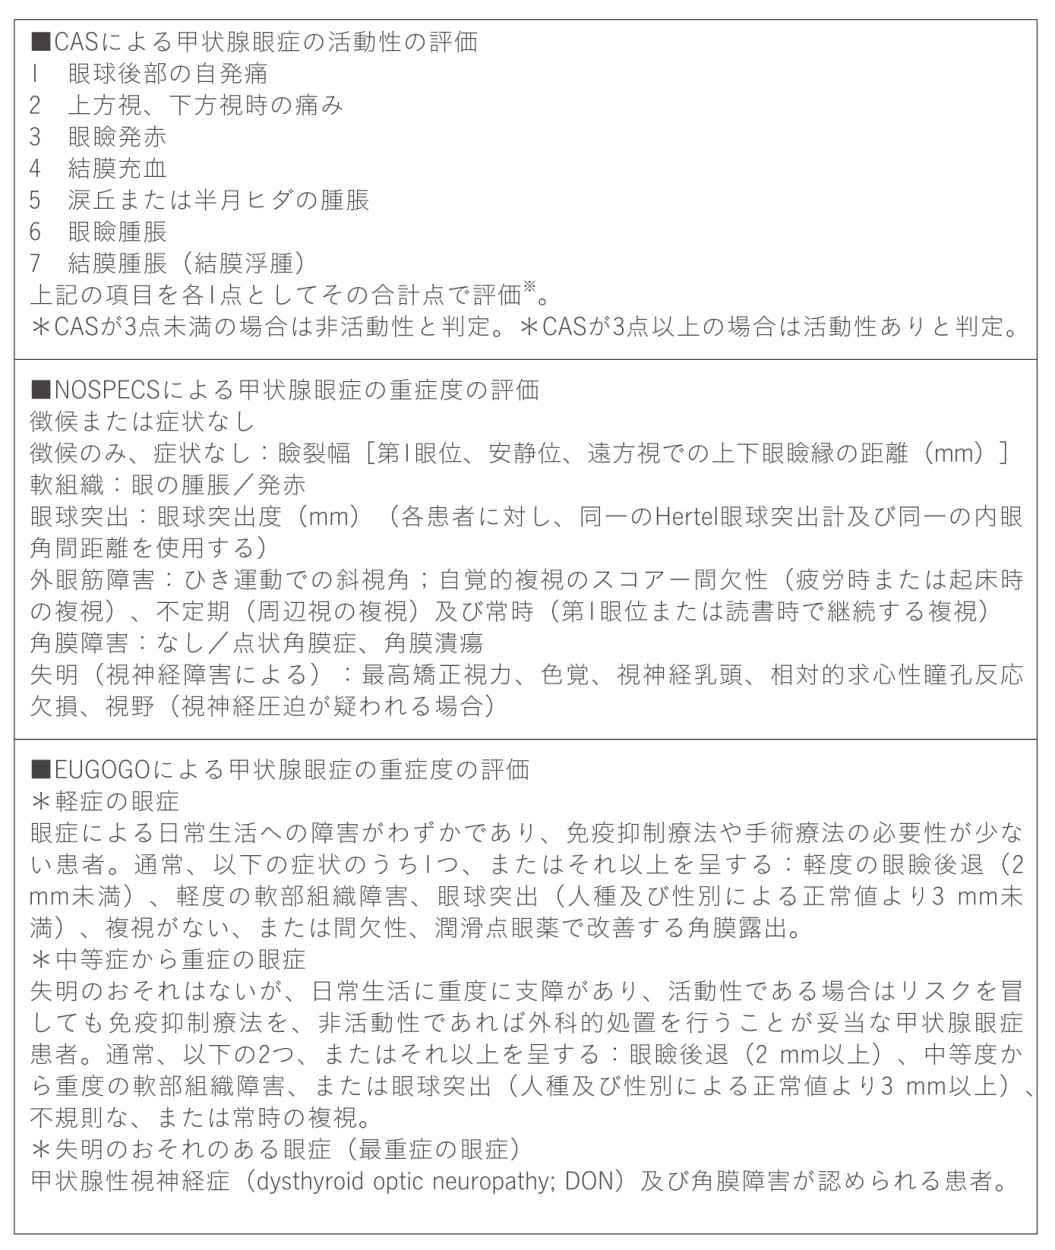 ■CASによる甲状腺眼症の活動性の評価
1　眼球後部の自発痛
2　上方視、下方視時の痛み
3　眼瞼発赤
4　結膜充血
5　涙丘または半月ヒダの腫脹
6　眼瞼腫脹
7　結膜腫脹（結膜浮腫）
上記の項目を各1点としてその合計点で評価※。
＊CASが3点未満の場合は非活動性と判定。＊CASが3点以上の場合は活動性ありと判定。
■NOSPECSによる甲状腺眼症の重症度の評価
徴候または症状なし
徴候のみ、症状なし：瞼裂幅［第1眼位、安静位、遠方視での上下眼瞼縁の距離（mm）］
軟組織：眼の腫脹／発赤
眼球突出：眼球突出度（mm）（各患者に対し、同一のHertel眼球突出計及び同一の内眼
角間距離を使用する）
外眼筋障害：ひき運動での斜視角；自覚的複視のスコアー間欠性（疲労時または起床時
の複視）、不定期（周辺視の複視）及び常時（第1眼位または読書時で継続する複視）
角膜障害：なし／点状角膜症、角膜潰瘍
失明（視神経障害による）：最高矯正視力、色覚、視神経乳頭、相対的求心性瞳孔反応
欠損、視野（視神経圧迫が疑われる場合）
■EUGOGOによる甲状腺眼症の重症度の評価
＊軽症の眼症
眼症による日常生活への障害がわずかであり、免疫抑制療法や手術療法の必要性が少な
い患者。通常、以下の症状のうち1つ、またはそれ以上を呈する：軽度の眼瞼後退（2
mm未満）、軽度の軟部組織障害、眼球突出（人種及び性別による正常値より3 mm未
満）、複視がない、または間欠性、潤滑点眼薬で改善する角膜露出。
＊中等症から重症の眼症
失明のおそれはないが、日常生活に重度に支障があり、活動性である場合はリスクを冒
しても免疫抑制療法を、非活動性であれば外科的処置を行うことが妥当な甲状腺眼症
患者。通常、以下の2つ、またはそれ以上を呈する：眼瞼後退（2 mm以上）、中等度か
ら重度の軟部組織障害、または眼球突出（人種及び性別による正常値より3 mm以上）、
不規則な、または常時の複視。
＊失明のおそれのある眼症（最重症の眼症）
甲状腺性視神経症（dysthyroid optic neuropathy; DON）及び角膜障害が認められる患者。